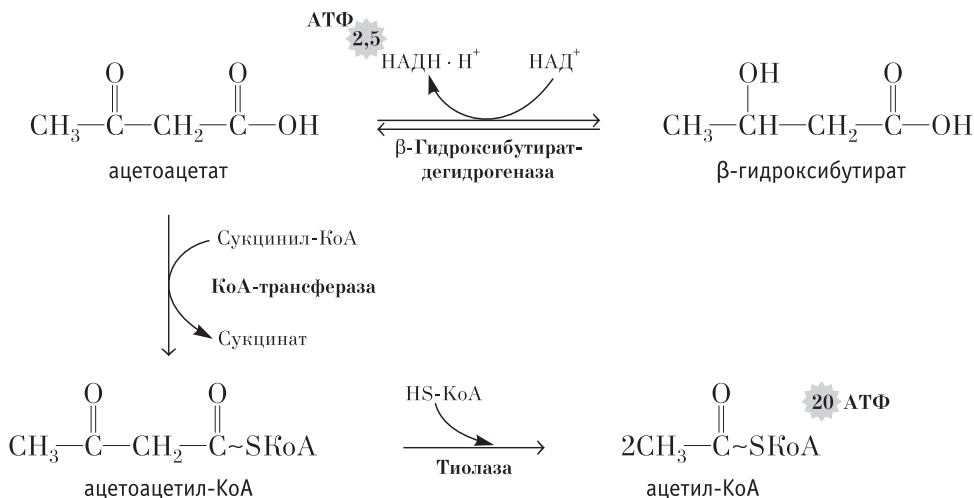 АТФ
2,5
НАДН · Н⁺ НАД⁺
O O
CH₃—C—CH₂—C—OH
ацетоацетат
β-Гидроксибутират-
дегидрогеназа
OH O
CH₃—CH—CH₂—C—OH
β-гидроксибутират
Сукцинил-КоА
КоА-трансфераза
Сукцинат
O O
CH₃—C—CH₂—C~SКоА
ацетоацетил-КоА
HS-КоА
Тиолаза
O
2CH₃—C~SКоА
20 АТФ
ацетил-КоА